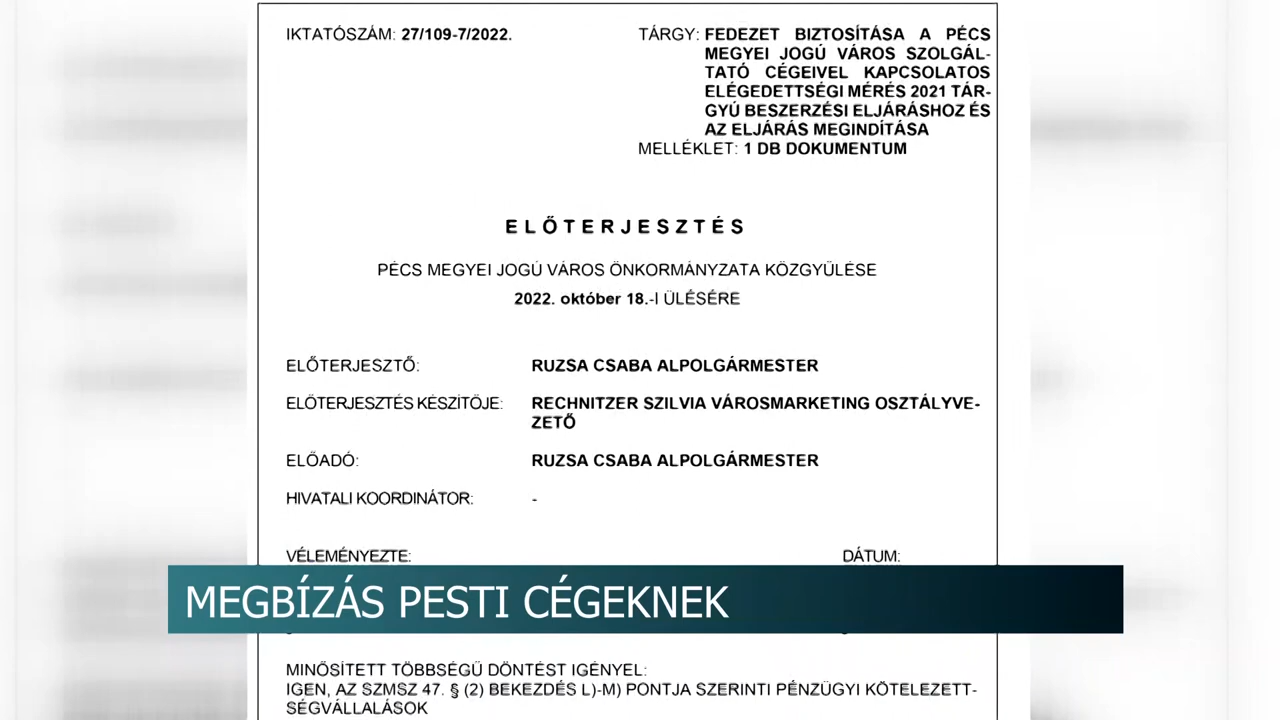 IKTATÓSZÁM: 27/109-7/2022.
TÁRGY: FEDEZET BIZTOSÍTÁSA A PÉCS
MEGYEI JOGÚ VÁROS SZOLGÁL-
TATÓ CÉGEIVEL KAPCSOLATOS
ELÉGEDETTSÉGI MÉRÉS 2021 TÁR-
GYÚ BESZERZÉSI ELJÁRÁSHOZ ÉS
AZ ELJÁRÁS MEGINDÍTÁSA
MELLÉKLET: 1 DB DOKUMENTUM
ELŐTERJESZTÉS
PÉCS MEGYEI JOGÚ VÁROS ÖNKORMÁNYZATA KÖZGYŰLÉSE
2022. október 18.-I ÜLÉSÉRE
ELŐTERJESZTŐ: RUZSA CSABA ALPOLGÁRMESTER
ELŐTERJESZTÉS KÉSZÍTŐJE: RECHNITZER SZILVIA VÁROSMARKETING OSZTÁLYVE-
ZETŐ
ELŐADÓ: RUZSA CSABA ALPOLGÁRMESTER
HIVATALI KOORDINÁTOR: -
VÉLEMÉNYEZTE: DÁTUM:
MEGBÍZÁS PESTI CÉGEKNEK
MINŐSÍTETT TÖBBSÉGŰ DÖNTÉST IGÉNYEL:
IGEN, AZ SZMSZ 47. § (2) BEKEZDÉS L)-M) PONTJA SZERINTI PÉNZÜGYI KÖTELEZETT-
SÉGVÁLLALÁSOK